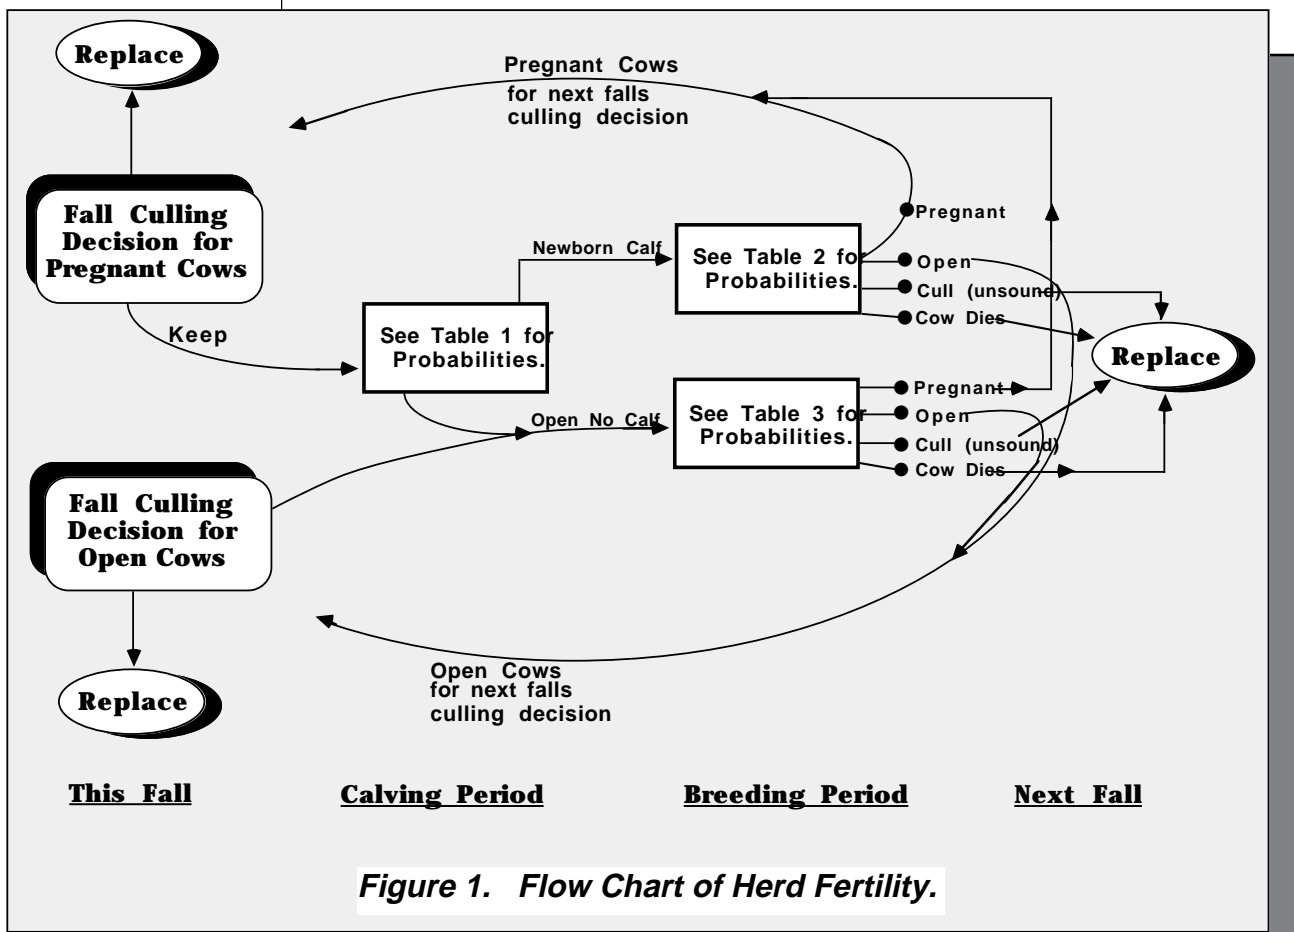 Replace
Pregnant Cows
for next falls
culling decision
Fall Culling
Decision for
Pregnant Cows
Keep
See Table 1 for
Probabilities.
Newborn Calf
See Table 2 for
Probabilities.
Pregnant
Open
Cull (unsound)
Cow Dies
Replace
Open No Calf
See Table 3 for
Probabilities.
Pregnant
Open
Cull (unsound)
Cow Dies
Fall Culling
Decision for
Open Cows
Replace
Open Cows
for next falls
culling decision
This Fall
Calving Period
Breeding Period
Next Fall
Figure 1. Flow Chart of Herd Fertility.